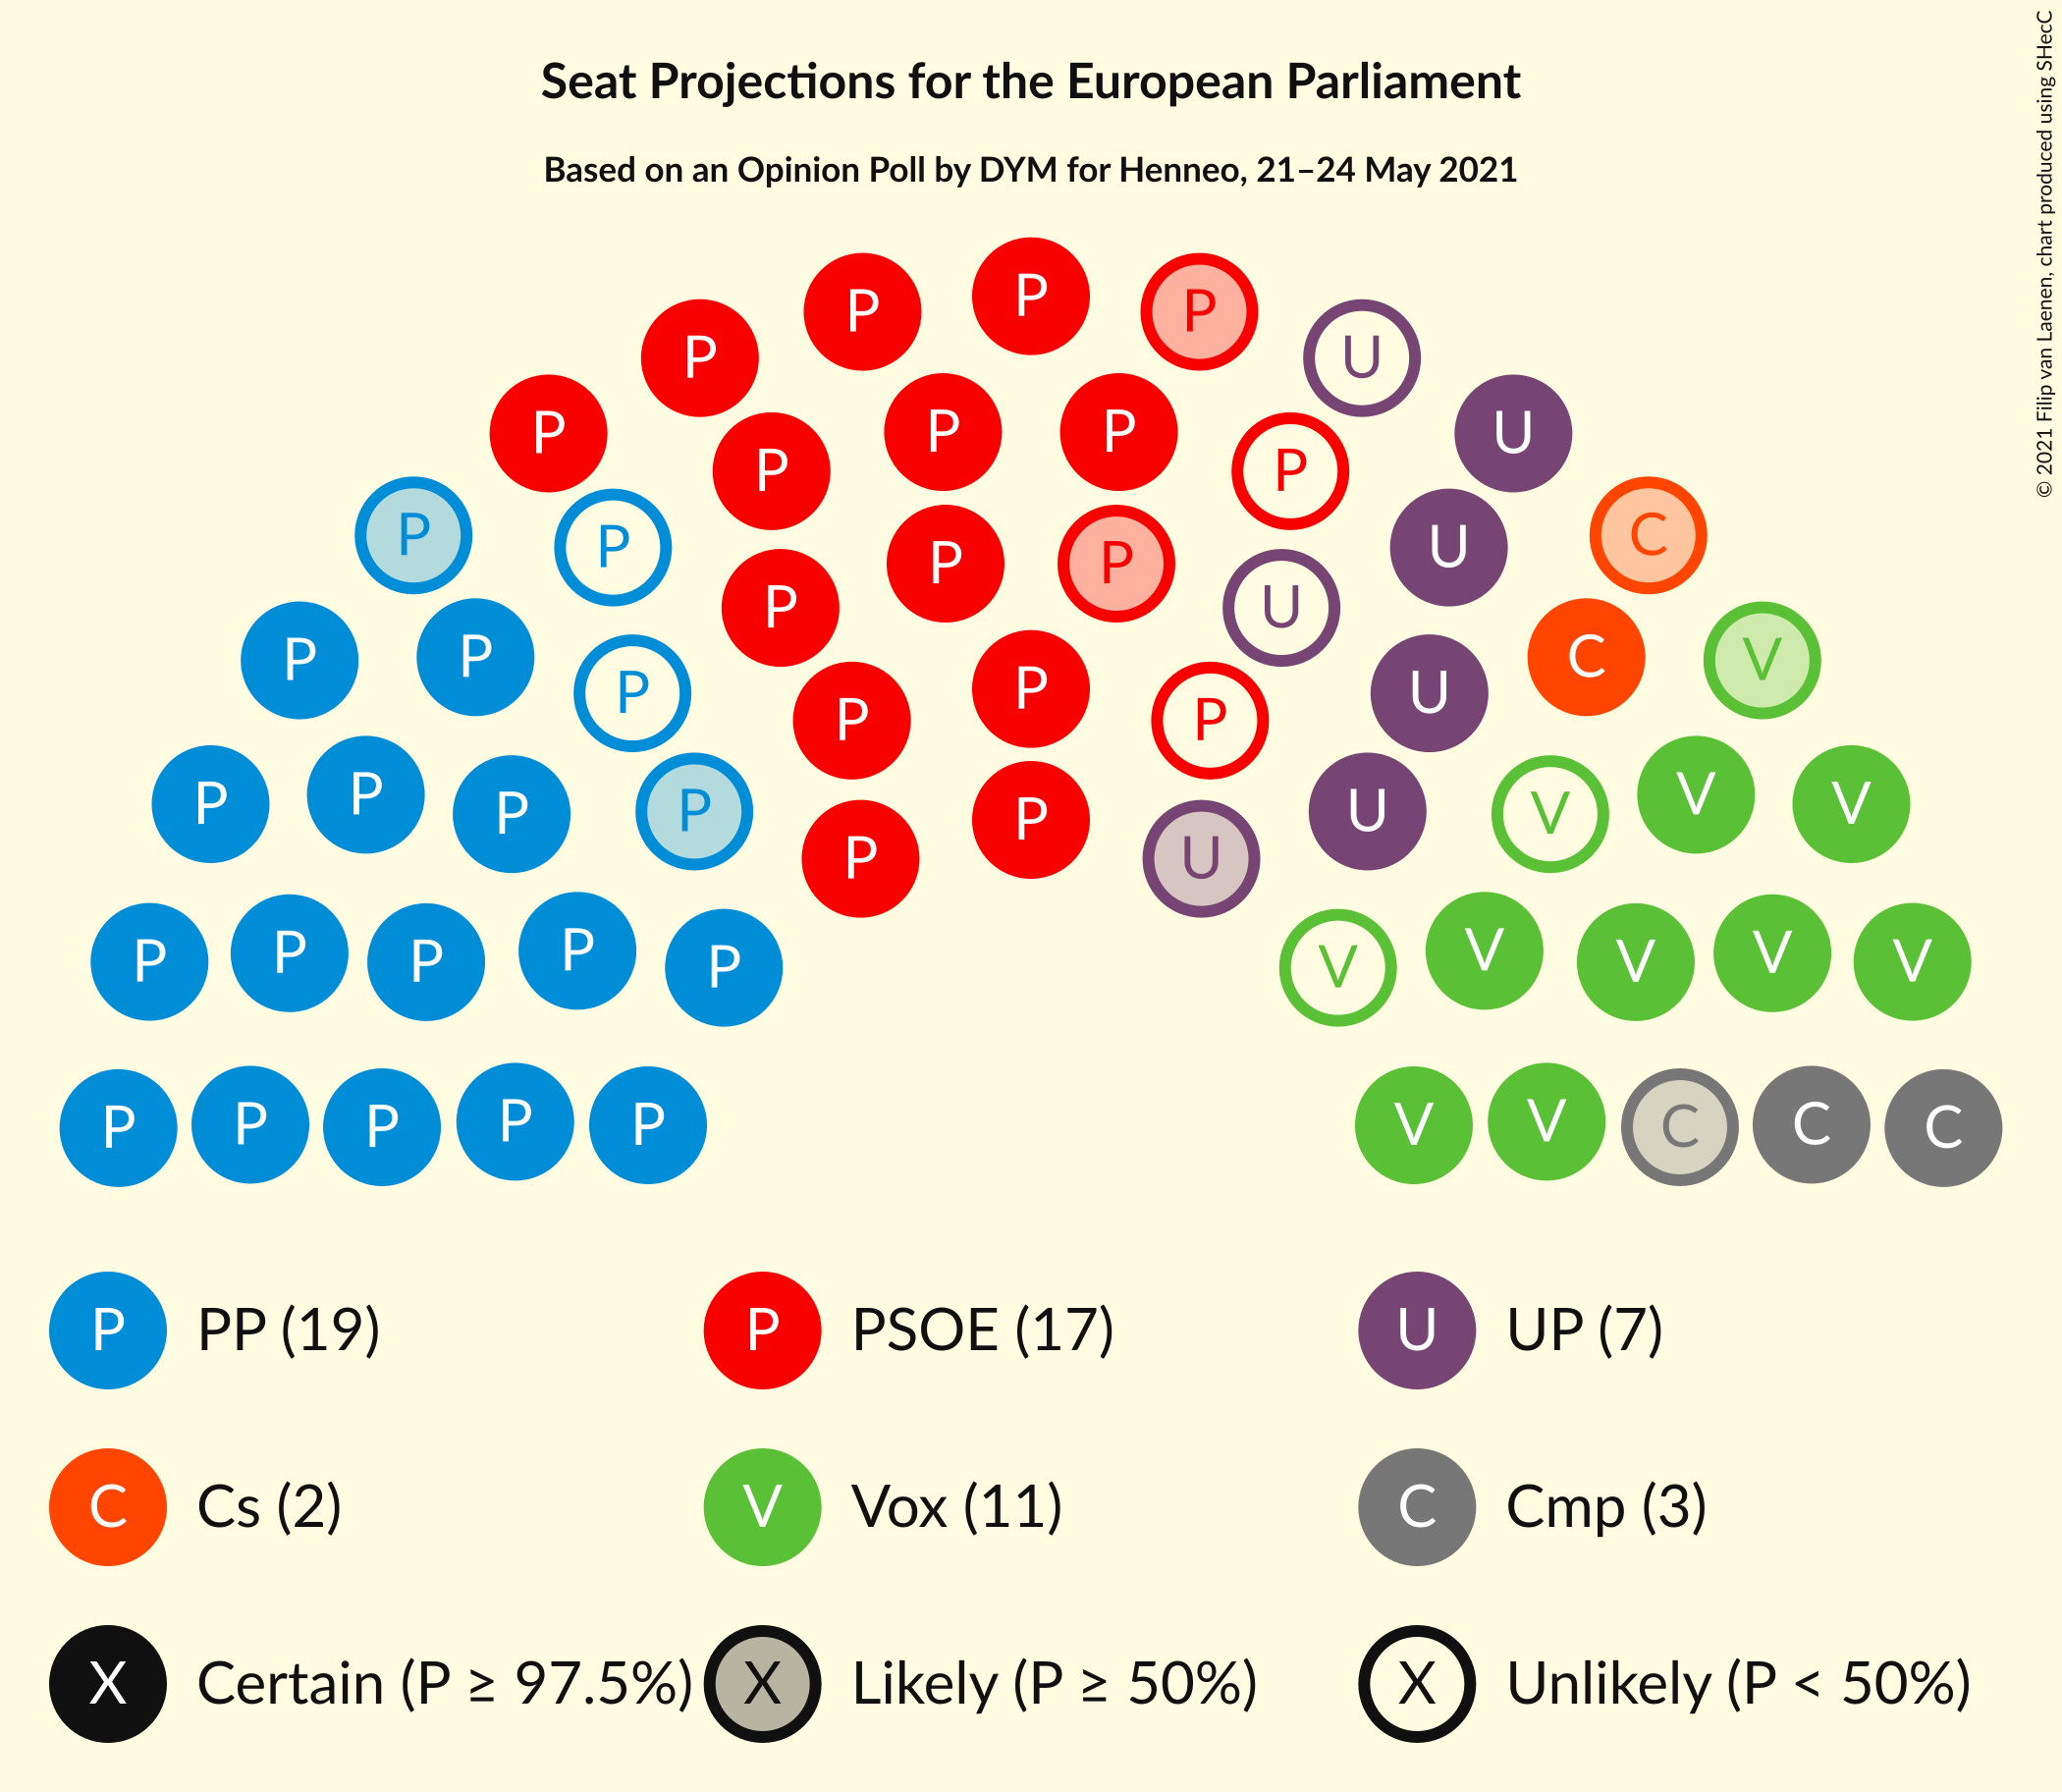 Seat Projections for the European Parliament
Based on an Opinion Poll by DYM for Henneo, 21–24 May 2021
© 2021 Filip van Laenen, chart produced using SHecC
P P P P U
P P P P P U
P P P P U C
P P P U U
P P P P U C V
P P P U V V V
P P P U
P P P P P V V V V V
P P P P P V V C C C
P PP (19) P PSOE (17) U UP (7)
C Cs (2) V Vox (11) C Cmp (3)
X Certain (P ≥ 97.5%) X Likely (P ≥ 50%) X Unlikely (P < 50%)